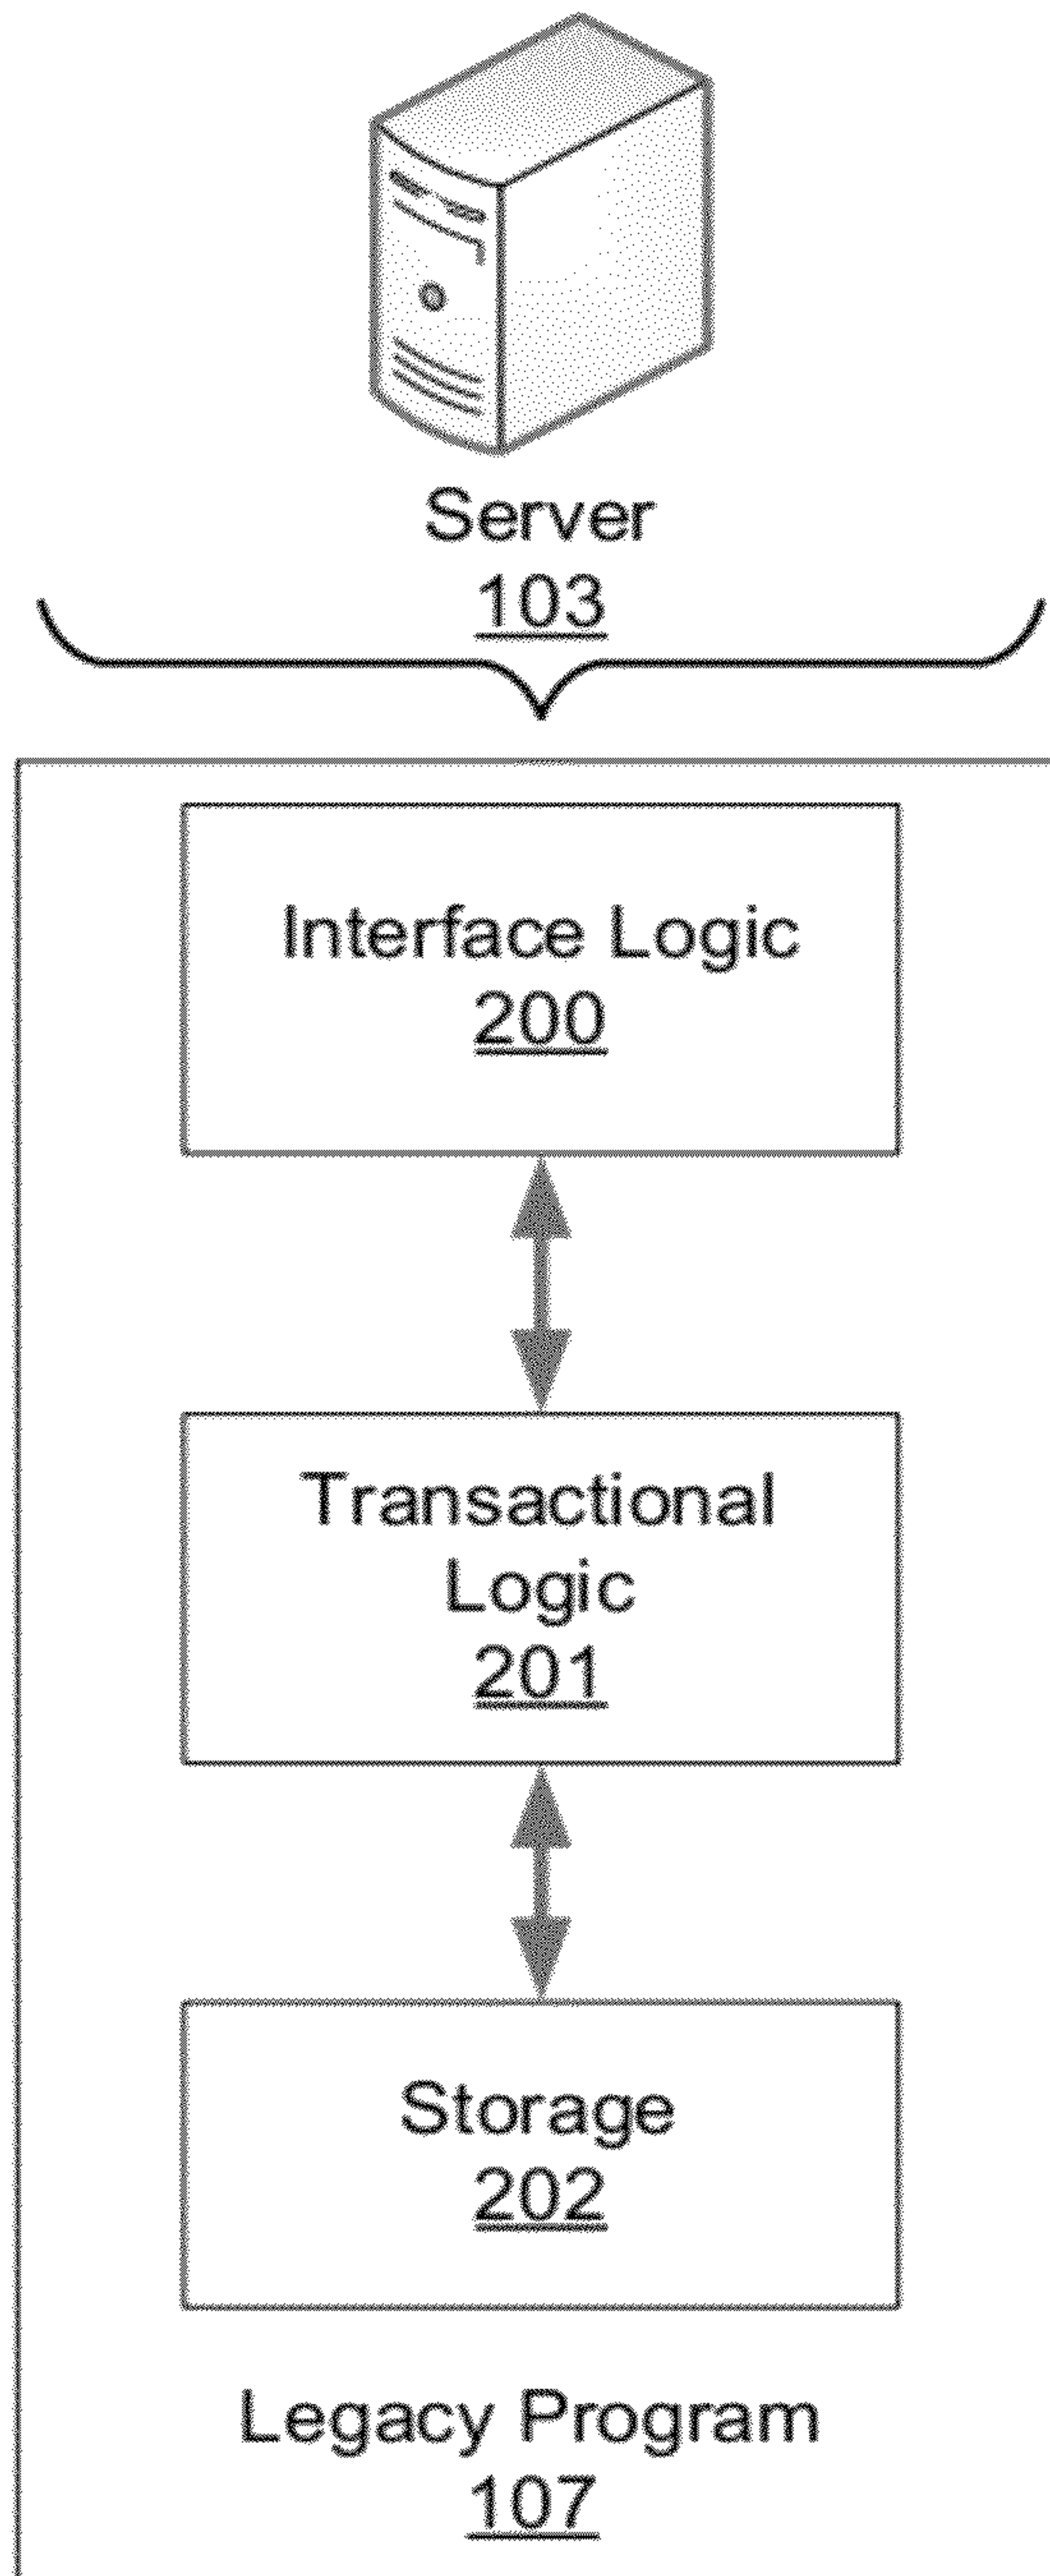 Server
103
Interface Logic
200
Transactional
Logic
201
Storage
202
Legacy Program
107